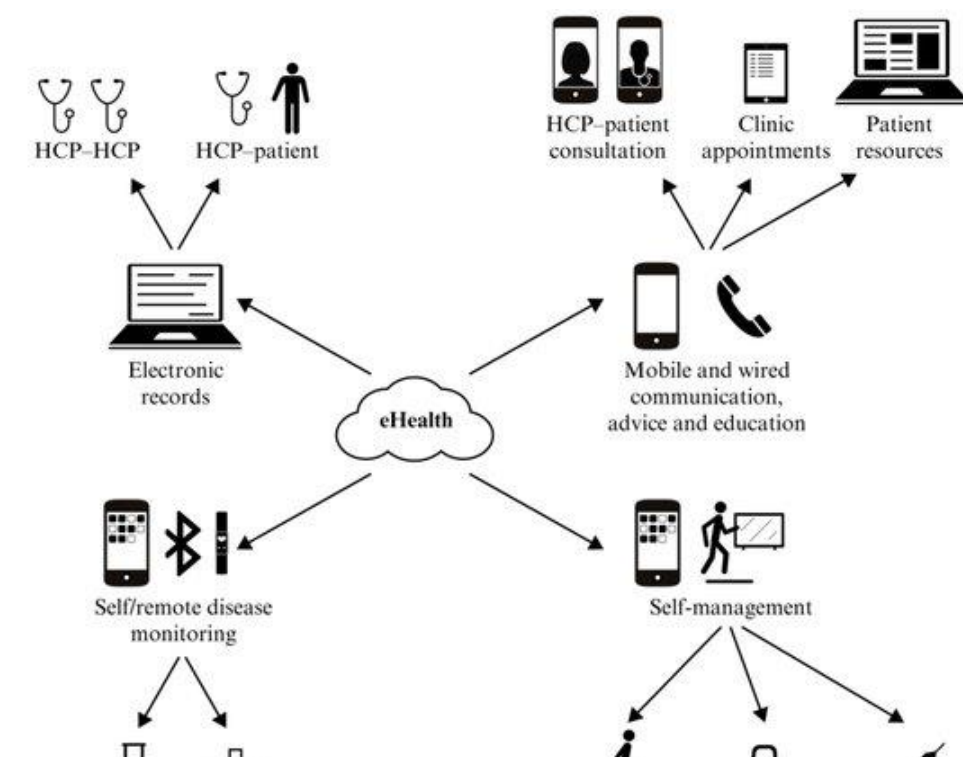 HCP–HCP
HCP–patient
HCP–patient
consultation
Clinic
appointments
Patient
resources
Electronic
records
Mobile and wired
communication,
advice and education
eHealth
Self/remote disease
monitoring
Self-management